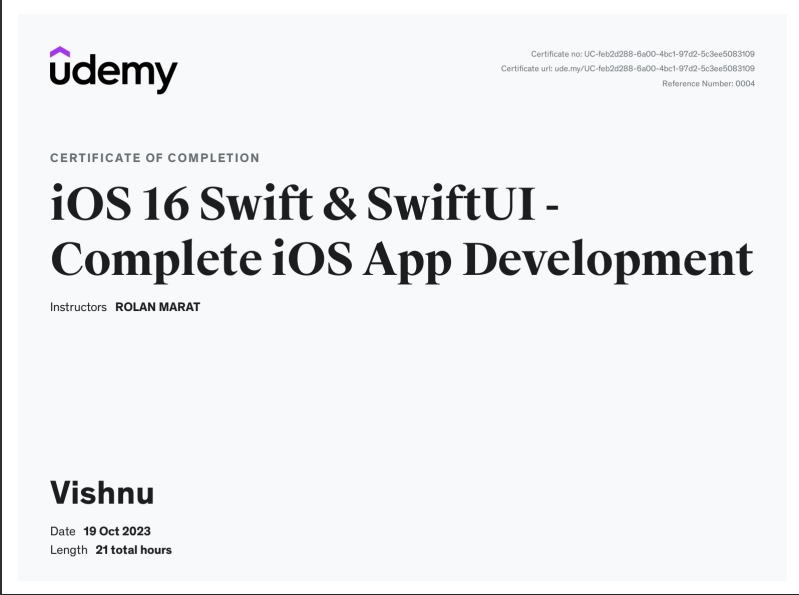 udemy
Certificate no: UC-feb2d288-6a00-4bc1-97d2-5c3ee5083109
Certificate url: ude.my/UC-feb2d288-6a00-4bc1-97d2-5c3ee5083109
Reference Number: 0004
CERTIFICATE OF COMPLETION
iOS 16 Swift & SwiftUI -
Complete iOS App Development
Instructors ROLAN MARAT
Vishnu
Date 19 Oct 2023
Length 21 total hours